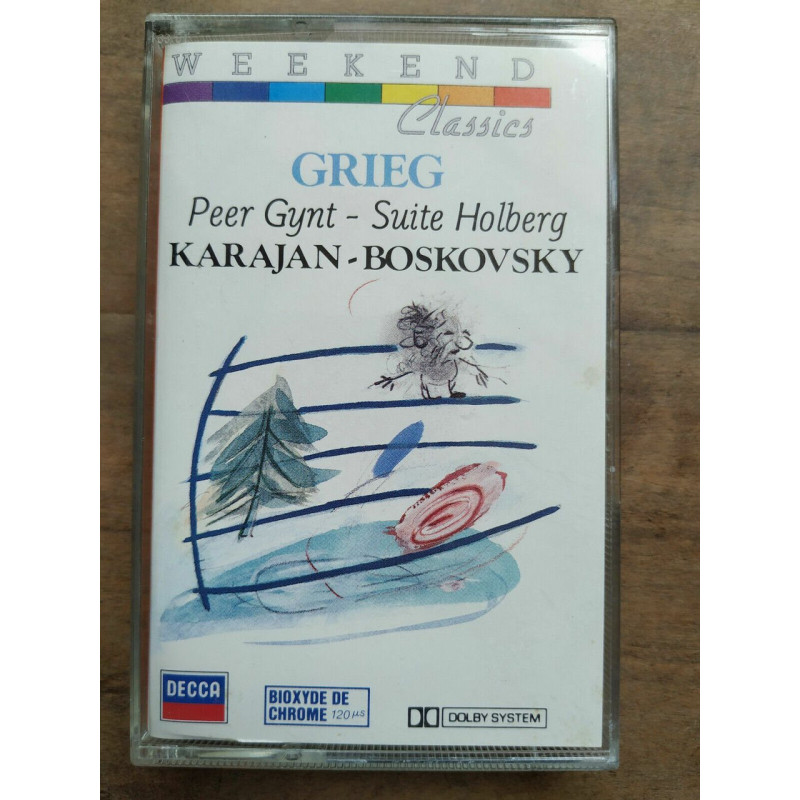 WEEKEND
Classics
GRIEG
Peer Gynt - Suite Holberg
KARAJAN - BOSKOVSKY
DECCA
BIOXYDE DE
CHROME 120 µs
DOLBY SYSTEM